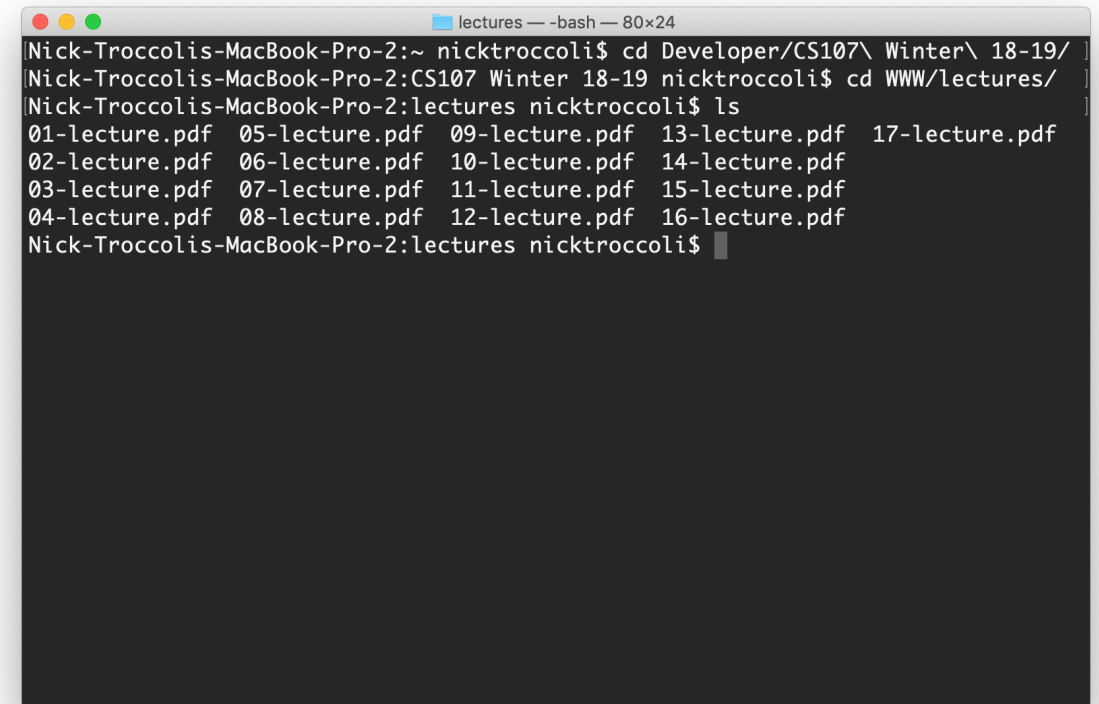 lectures — -bash — 80×24
[Nick-Troccolis-MacBook-Pro-2:~ nicktroccoli$ cd Developer/CS107\ Winter\ 18-19/ ]
[Nick-Troccolis-MacBook-Pro-2:CS107 Winter 18-19 nicktroccoli$ cd WWW/lectures/ ]
[Nick-Troccolis-MacBook-Pro-2:lectures nicktroccoli$ ls ]
01-lecture.pdf 05-lecture.pdf 09-lecture.pdf 13-lecture.pdf 17-lecture.pdf
02-lecture.pdf 06-lecture.pdf 10-lecture.pdf 14-lecture.pdf
03-lecture.pdf 07-lecture.pdf 11-lecture.pdf 15-lecture.pdf
04-lecture.pdf 08-lecture.pdf 12-lecture.pdf 16-lecture.pdf
Nick-Troccolis-MacBook-Pro-2:lectures nicktroccoli$